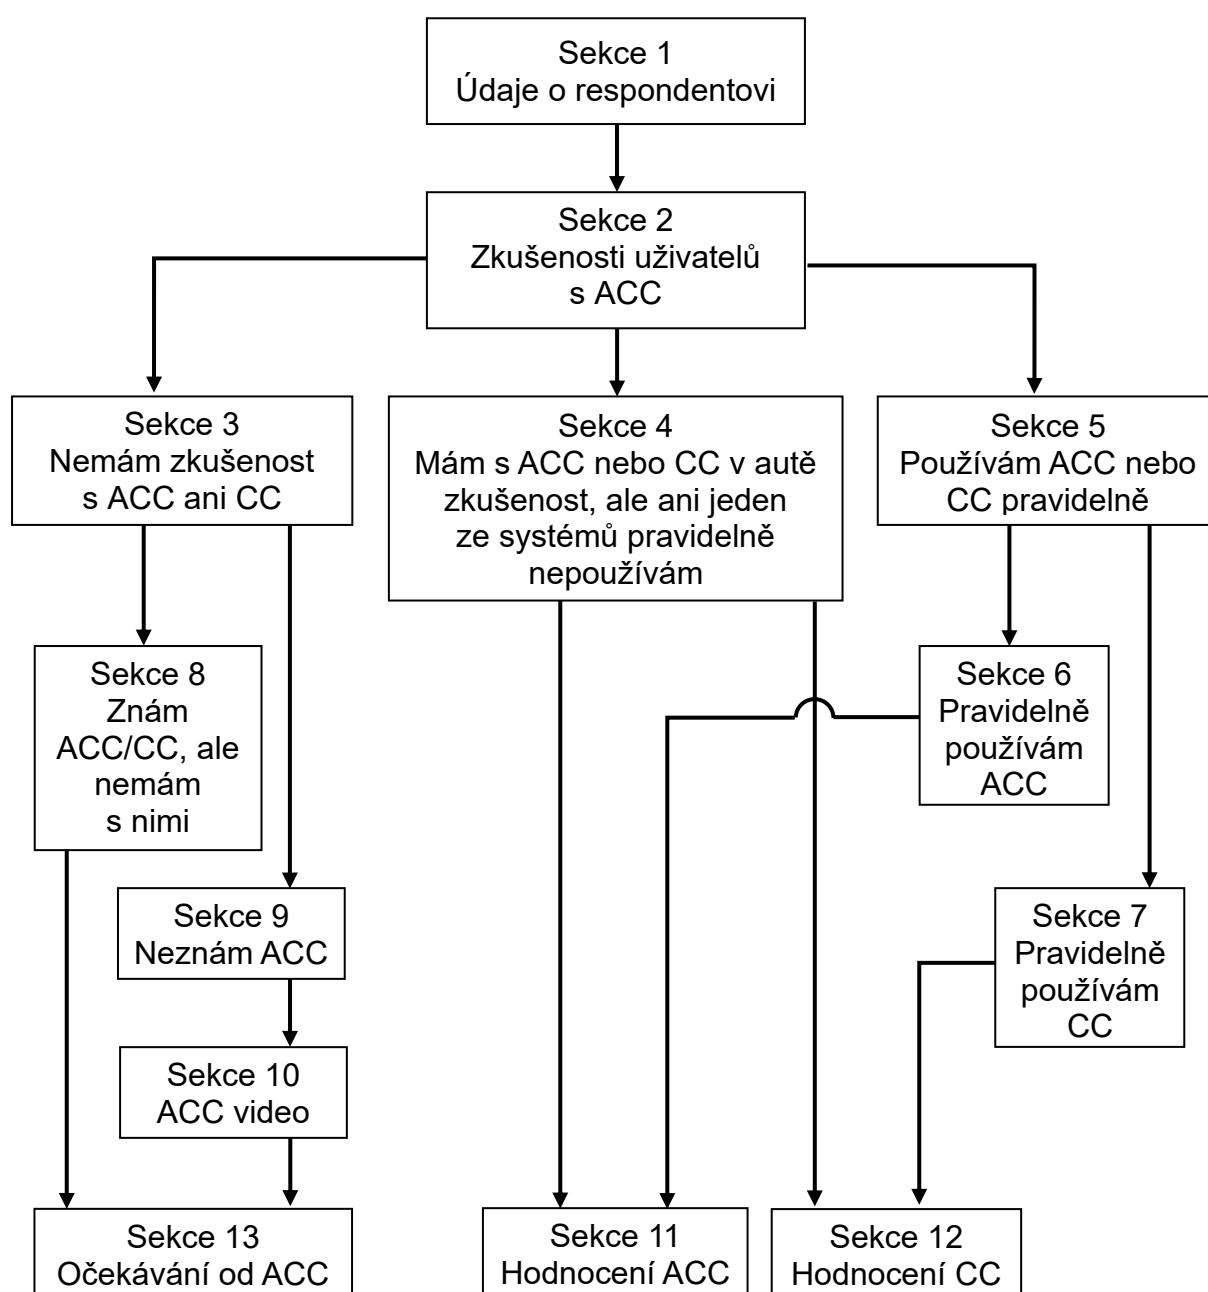 Sekce 1
Údaje o respondentovi
Sekce 2
Zkušenosti uživatelů
s ACC
Sekce 3
Nemám zkušenost
s ACC ani CC
Sekce 4
Mám s ACC nebo CC v autě
zkušenost, ale ani jeden
ze systémů pravidelně
nepoužívám
Sekce 5
Používám ACC nebo
CC pravidelně
Sekce 8
Znám
ACC/CC, ale
nemám
s nimi
Sekce 6
Pravidelně
používám
ACC
Sekce 9
Neznám ACC
Sekce 7
Pravidelně
používám
CC
Sekce 10
ACC video
Sekce 13
Očekávání od ACC
Sekce 11
Hodnocení ACC
Sekce 12
Hodnocení CC